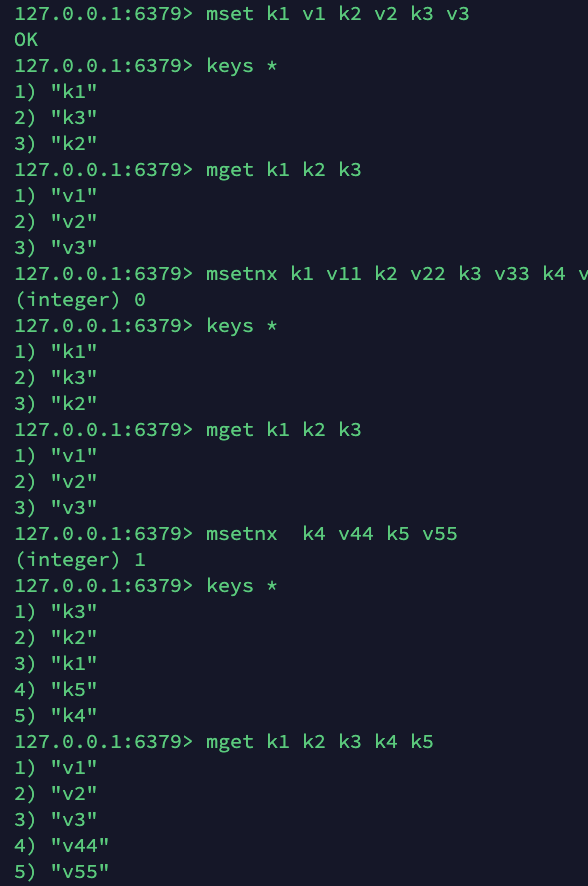 127.0.0.1:6379> mset k1 v1 k2 v2 k3 v3
OK
127.0.0.1:6379> keys *
1) "k1"
2) "k3"
3) "k2"
127.0.0.1:6379> mget k1 k2 k3
1) "v1"
2) "v2"
3) "v3"
127.0.0.1:6379> msetnx k1 v11 k2 v22 k3 v33 k4 v
(integer) 0
127.0.0.1:6379> keys *
1) "k1"
2) "k3"
3) "k2"
127.0.0.1:6379> mget k1 k2 k3
1) "v1"
2) "v2"
3) "v3"
127.0.0.1:6379> msetnx  k4 v44 k5 v55
(integer) 1
127.0.0.1:6379> keys *
1) "k3"
2) "k2"
3) "k1"
4) "k5"
5) "k4"
127.0.0.1:6379> mget k1 k2 k3 k4 k5
1) "v1"
2) "v2"
3) "v3"
4) "v44"
5) "v55"